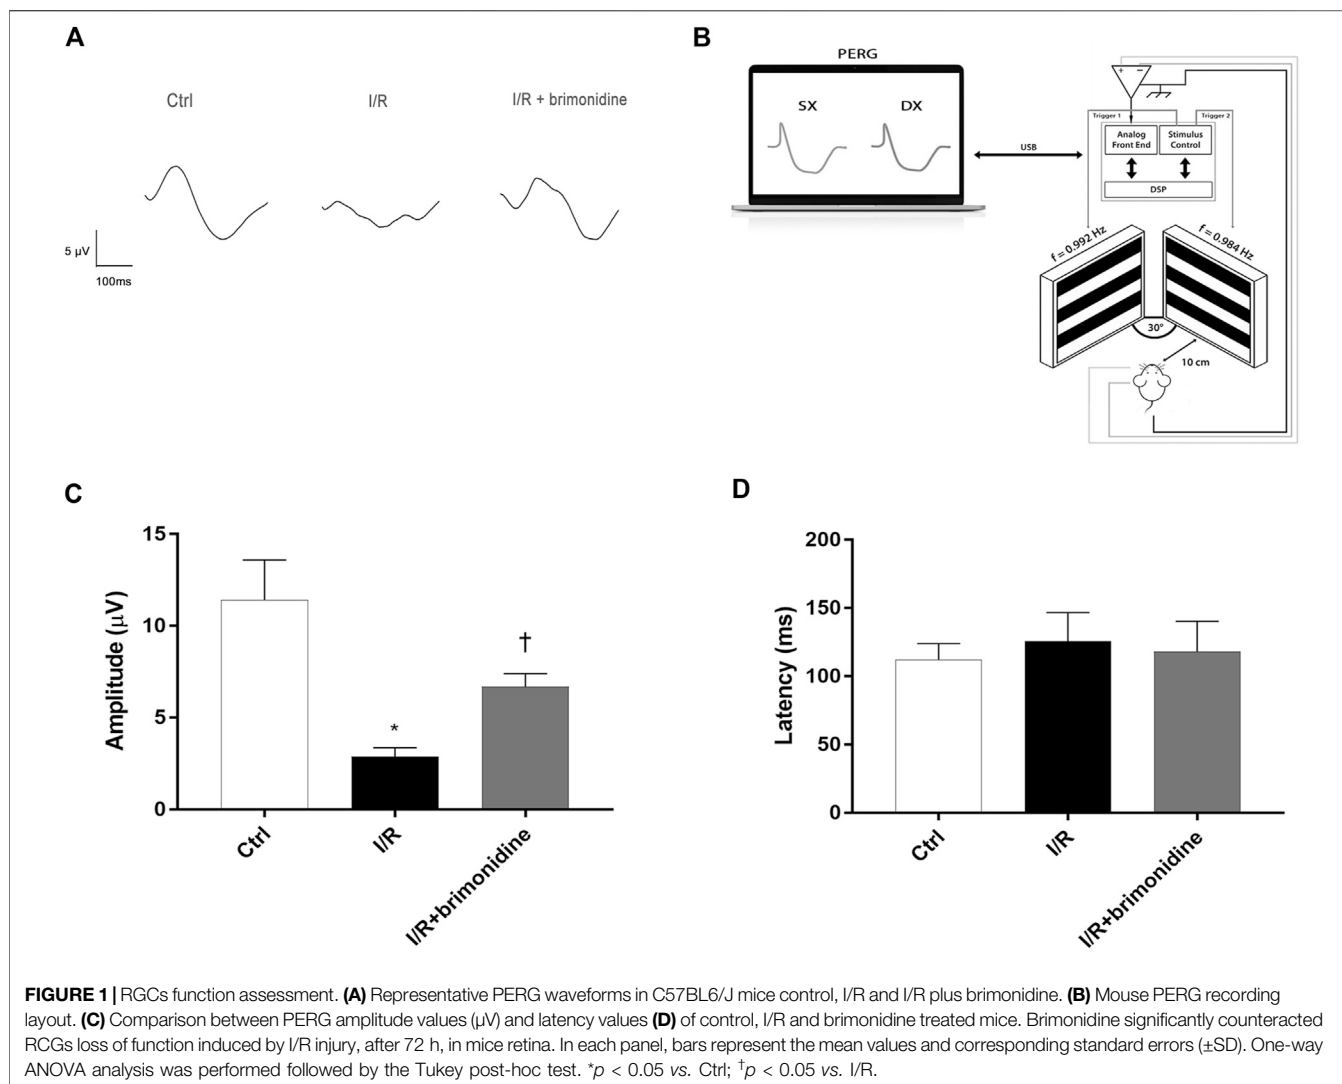 A
Ctrl
I/R
I/R + brimonidine
5 µV
100ms
B
PERG
SX
DX
USB
+ −
Trigger 1
Trigger 2
Analog
Front End
Stimulus
Control
DSP
f = 0.992 Hz
f = 0.984 Hz
30°
10 cm
C
Amplitude (µV)
15
10
5
0
*
†
Ctrl
I/R
I/R+brimonidine
D
Latency (ms)
200
150
100
50
0
Ctrl
I/R
I/R+brimonidine
FIGURE 1 | RGCs function assessment. (A) Representative PERG waveforms in C57BL6/J mice control, I/R and I/R plus brimonidine. (B) Mouse PERG recording
layout. (C) Comparison between PERG amplitude values (µV) and latency values (D) of control, I/R and brimonidine treated mice. Brimonidine significantly counteracted
RCGs loss of function induced by I/R injury, after 72 h, in mice retina. In each panel, bars represent the mean values and corresponding standard errors (±SD). One-way
ANOVA analysis was performed followed by the Tukey post-hoc test. *p < 0.05 vs. Ctrl; †p < 0.05 vs. I/R.